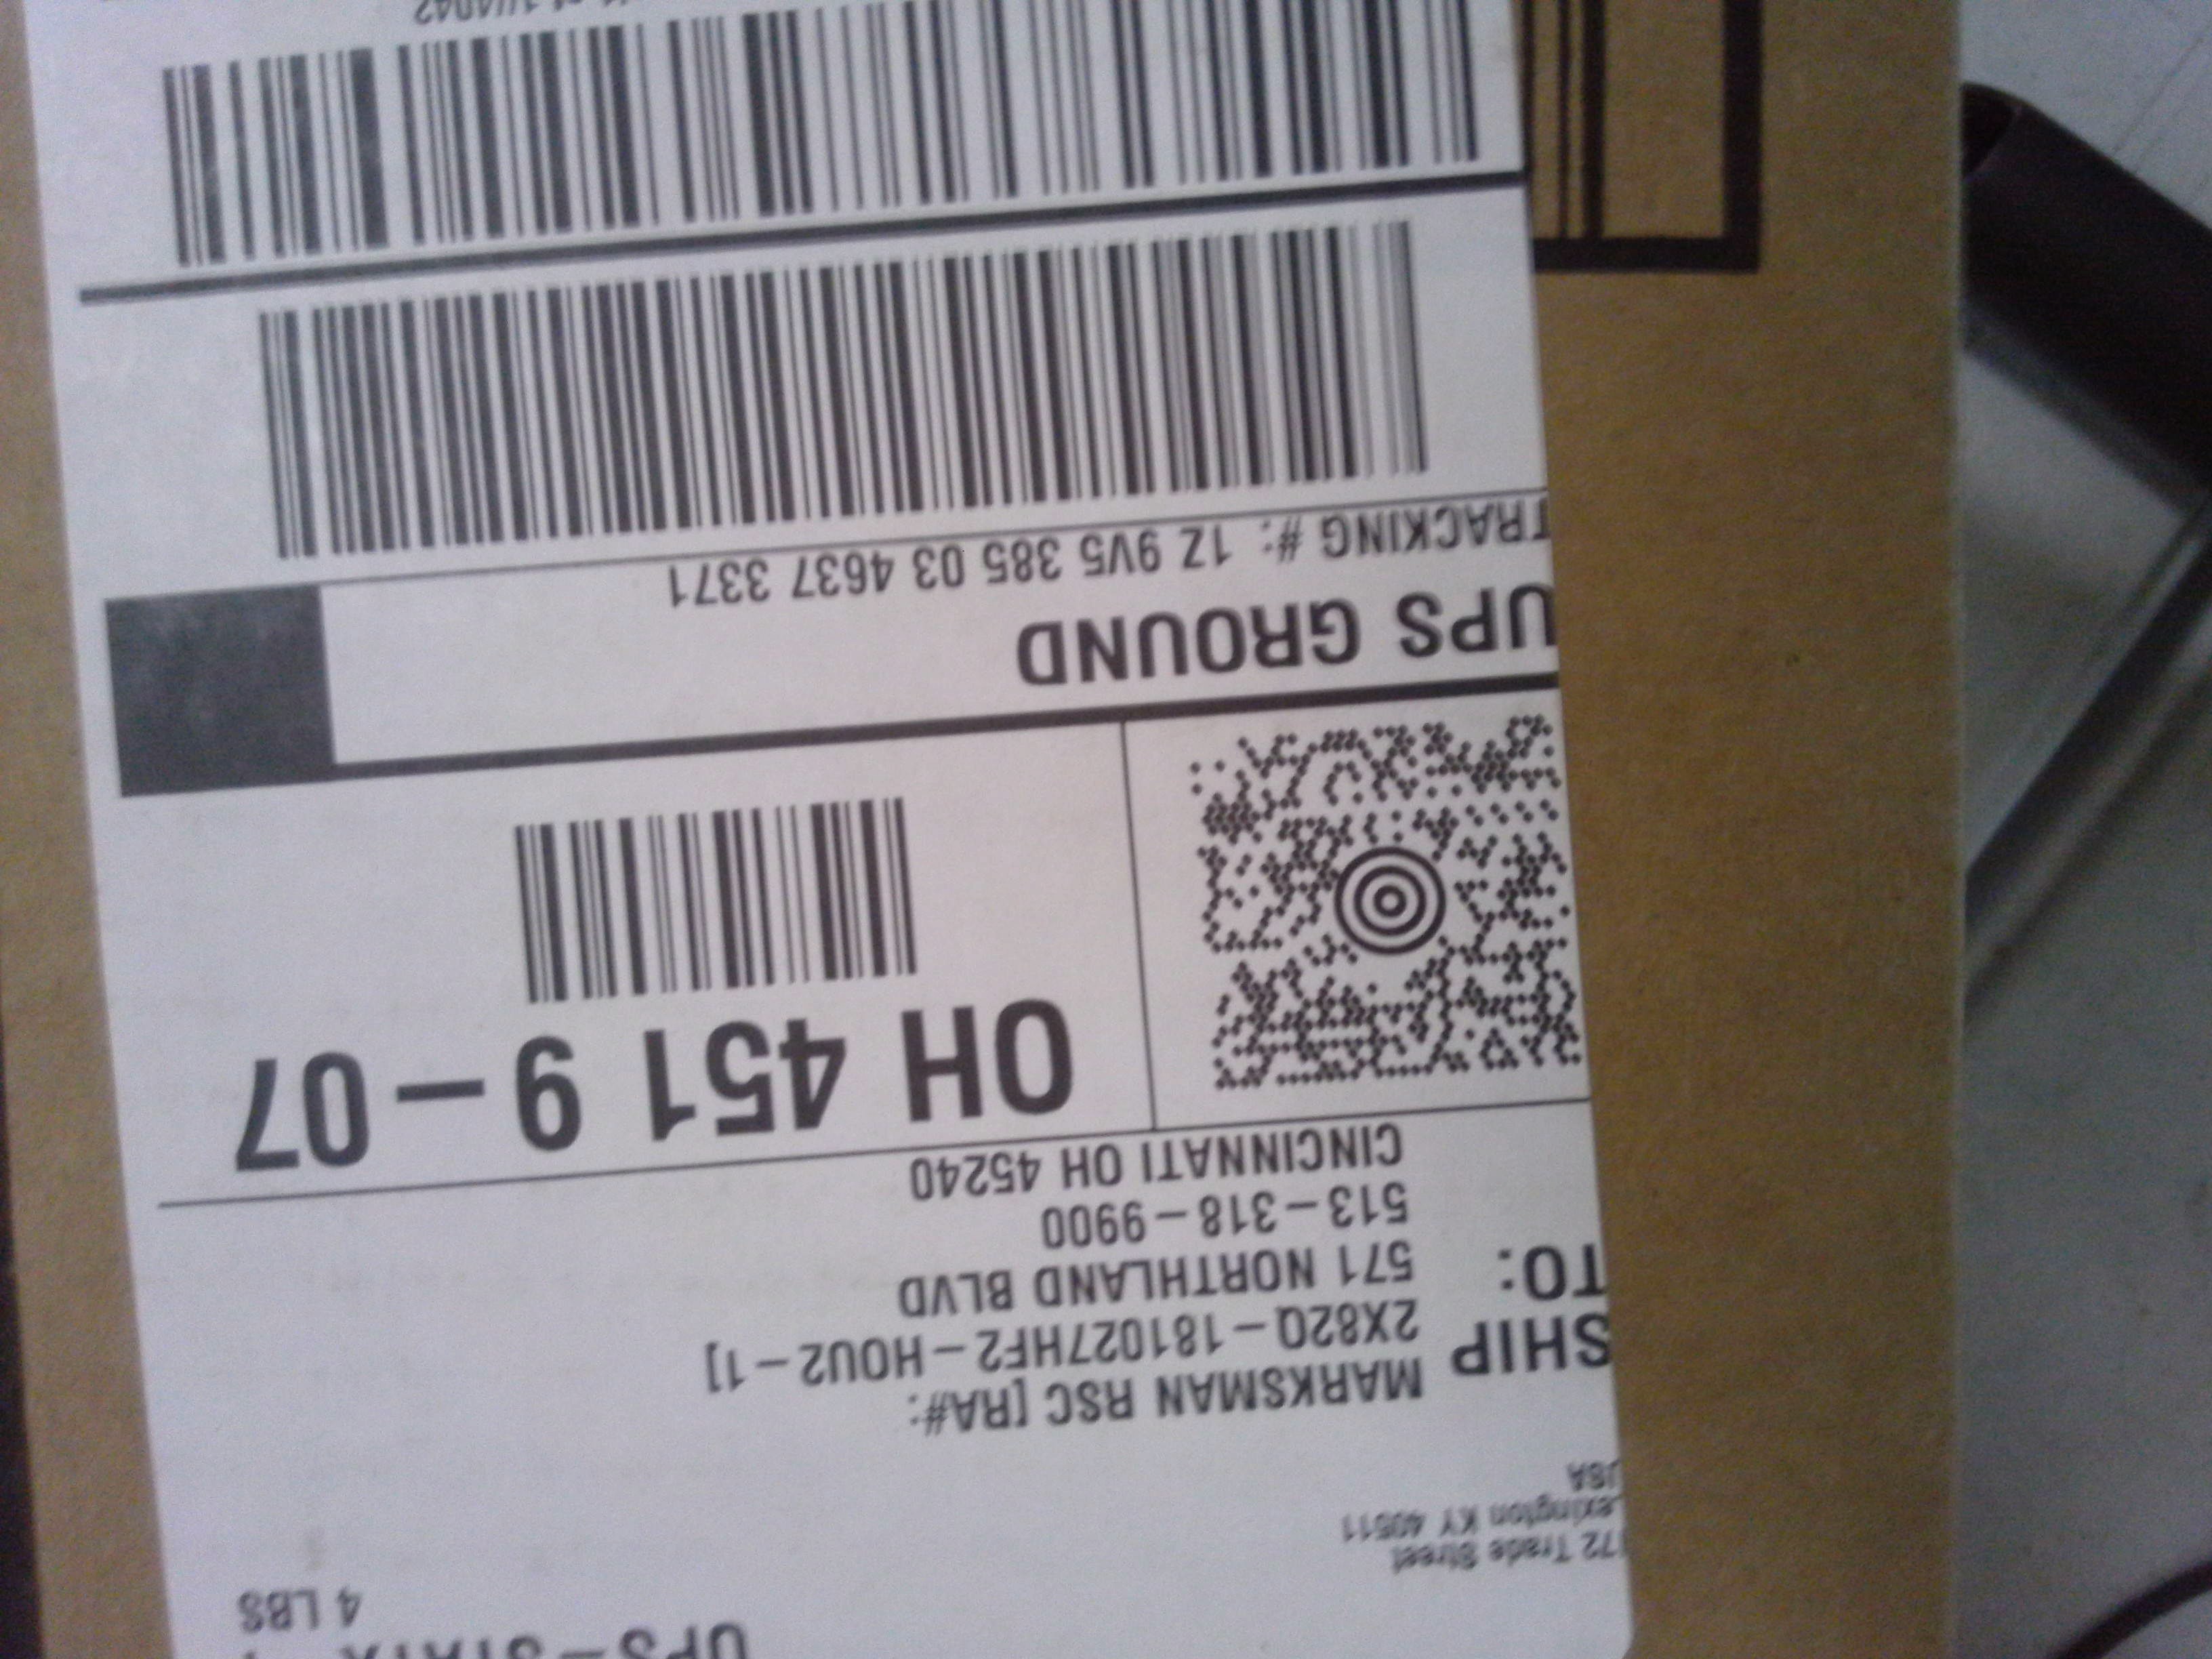 4 LBS
72 Trade Street
exington KY 40511
USA
SHIP
TO:
MARKSMAN RSC [RA#:
2X82Q-181027HF2-HOU2-1]
571 NORTHLAND BLVD
513-318-9900
CINCINNATI OH 45240
OH 451 9-07
UPS GROUND
TRACKING #: 1Z 9V5 385 03 4637 3371